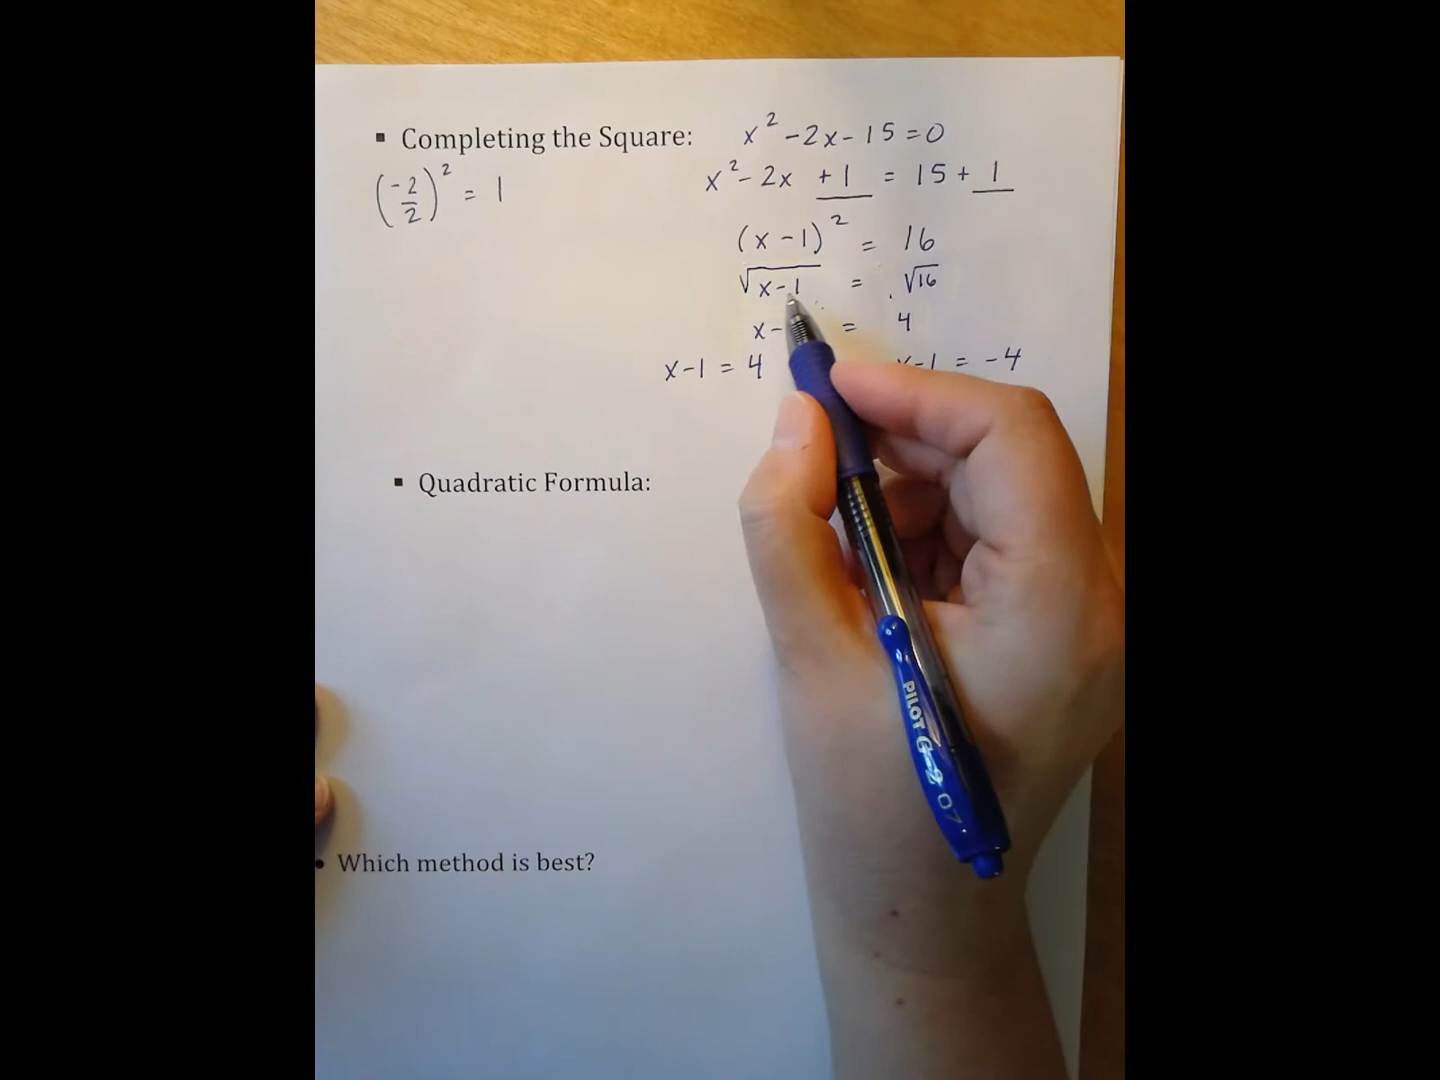 ▪ Completing the Square: x² - 2x - 15 = 0
(-2/2)² = 1
x² - 2x + 1 = 15 + 1
(x - 1)² = 16
√x - 1 = √16
x - = 4
x - 1 = 4
x - 1 = - 4
▪ Quadratic Formula:
PILOT G-2 07
• Which method is best?